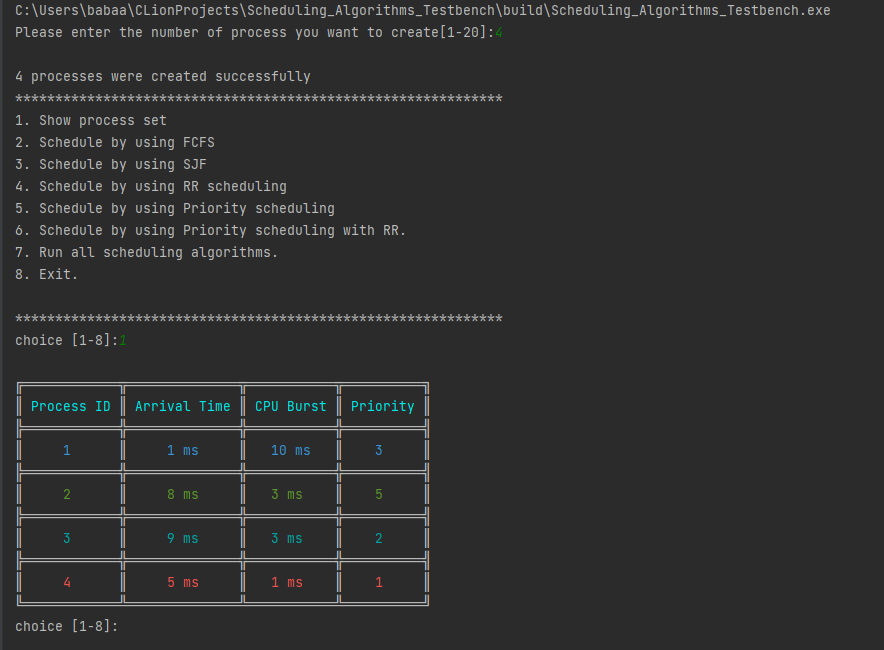 C:\Users\babaa\CLionProjects\Scheduling_Algorithms_Testbench\build\Scheduling_Algorithms_Testbench.exe
Please enter the number of process you want to create[1-20]:4
4 processes were created successfully
*************************************************************
1. Show process set
2. Schedule by using FCFS
3. Schedule by using SJF
4. Schedule by using RR scheduling
5. Schedule by using Priority scheduling
6. Schedule by using Priority scheduling with RR.
7. Run all scheduling algorithms.
8. Exit.
*************************************************************
choice [1-8]:1
Process ID Arrival Time CPU Burst Priority
1 1 ms 10 ms 3
2 8 ms 3 ms 5
3 9 ms 3 ms 2
4 5 ms 1 ms 1
choice [1-8]: